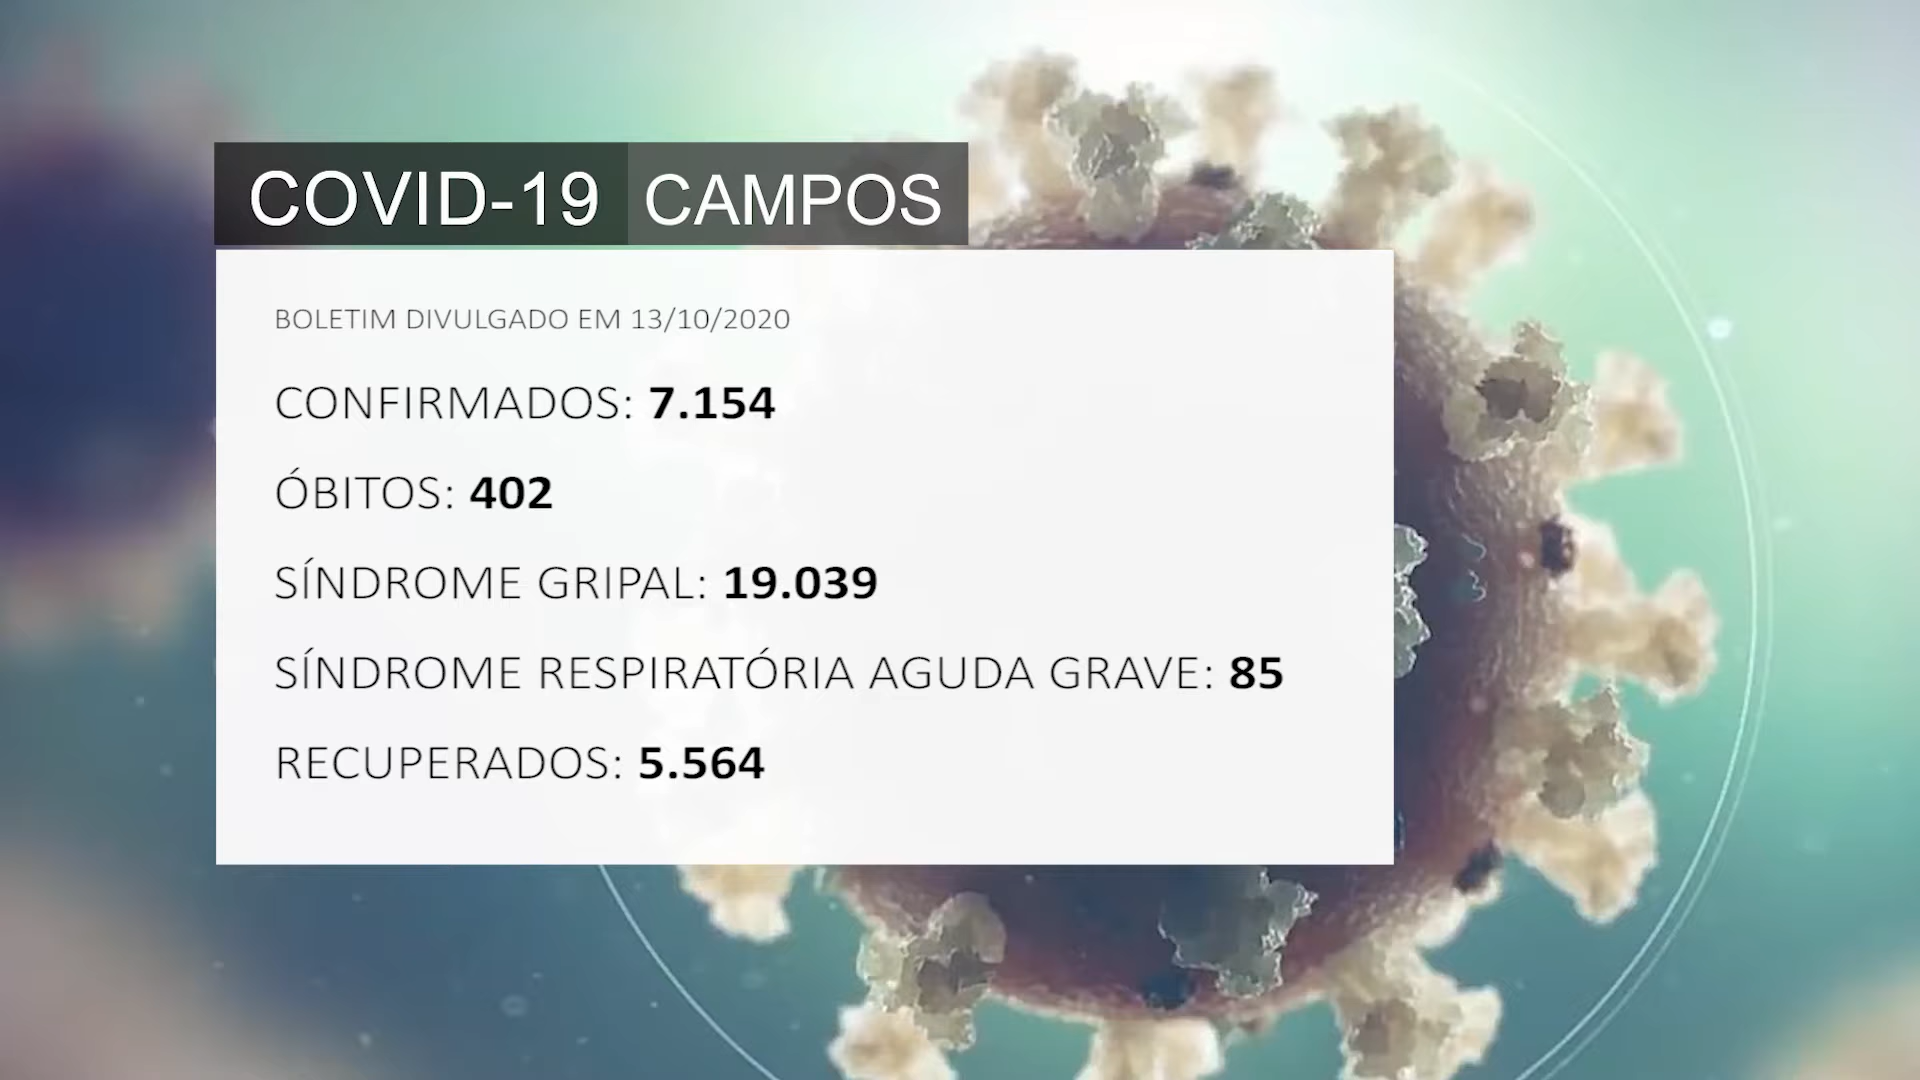 COVID-19 CAMPOS
BOLETIM DIVULGADO EM 13/10/2020
CONFIRMADOS: 7.154
ÓBITOS: 402
SÍNDROME GRIPAL: 19.039
SÍNDROME RESPIRATÓRIA AGUDA GRAVE: 85
RECUPERADOS: 5.564